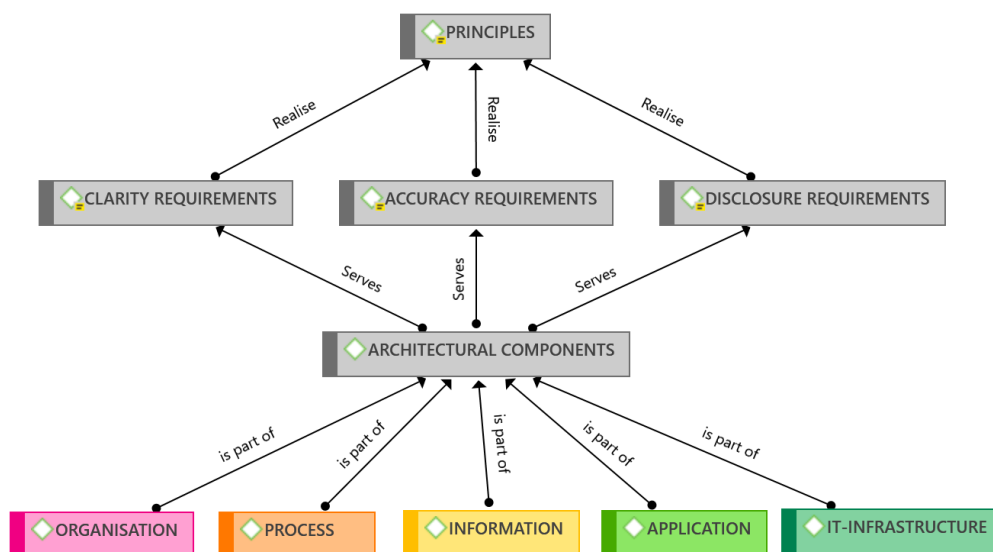 PRINCIPLES
Realise
Realise
Realise
CLARITY REQUIREMENTS
ACCURACY REQUIREMENTS
DISCLOSURE REQUIREMENTS
Serves
Serves
Serves
ARCHITECTURAL COMPONENTS
is part of
is part of
is part of
is part of
is part of
ORGANISATION
PROCESS
INFORMATION
APPLICATION
IT-INFRASTRUCTURE